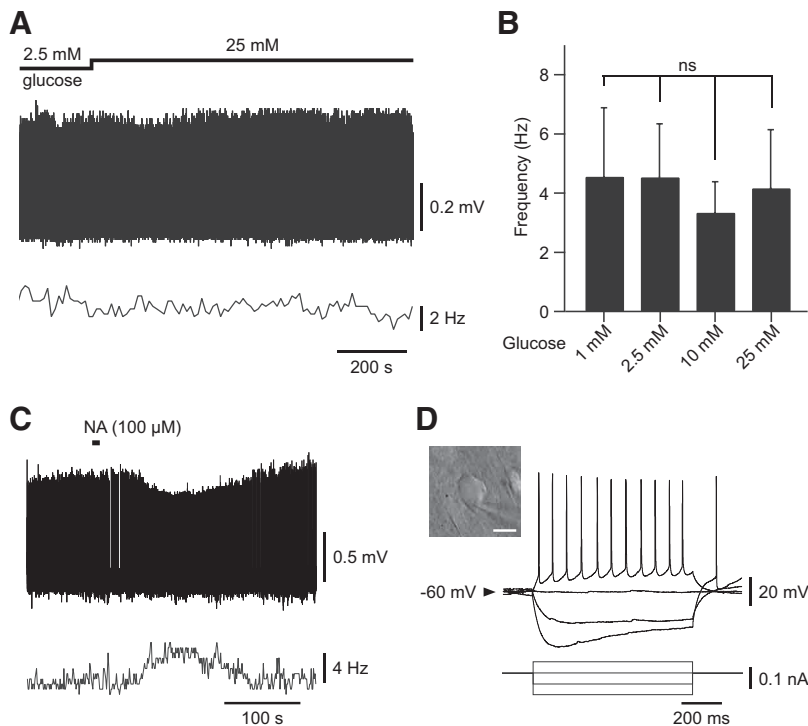 A
2.5 mM
25 mM
glucose
0.2 mV
2 Hz
200 s
B
ns
8
6
4
2
0
Frequency (Hz)
Glucose
1 mM
2.5 mM
10 mM
25 mM
C
NA (100 µM)
0.5 mV
4 Hz
100 s
D
-60 mV
20 mV
0.1 nA
200 ms